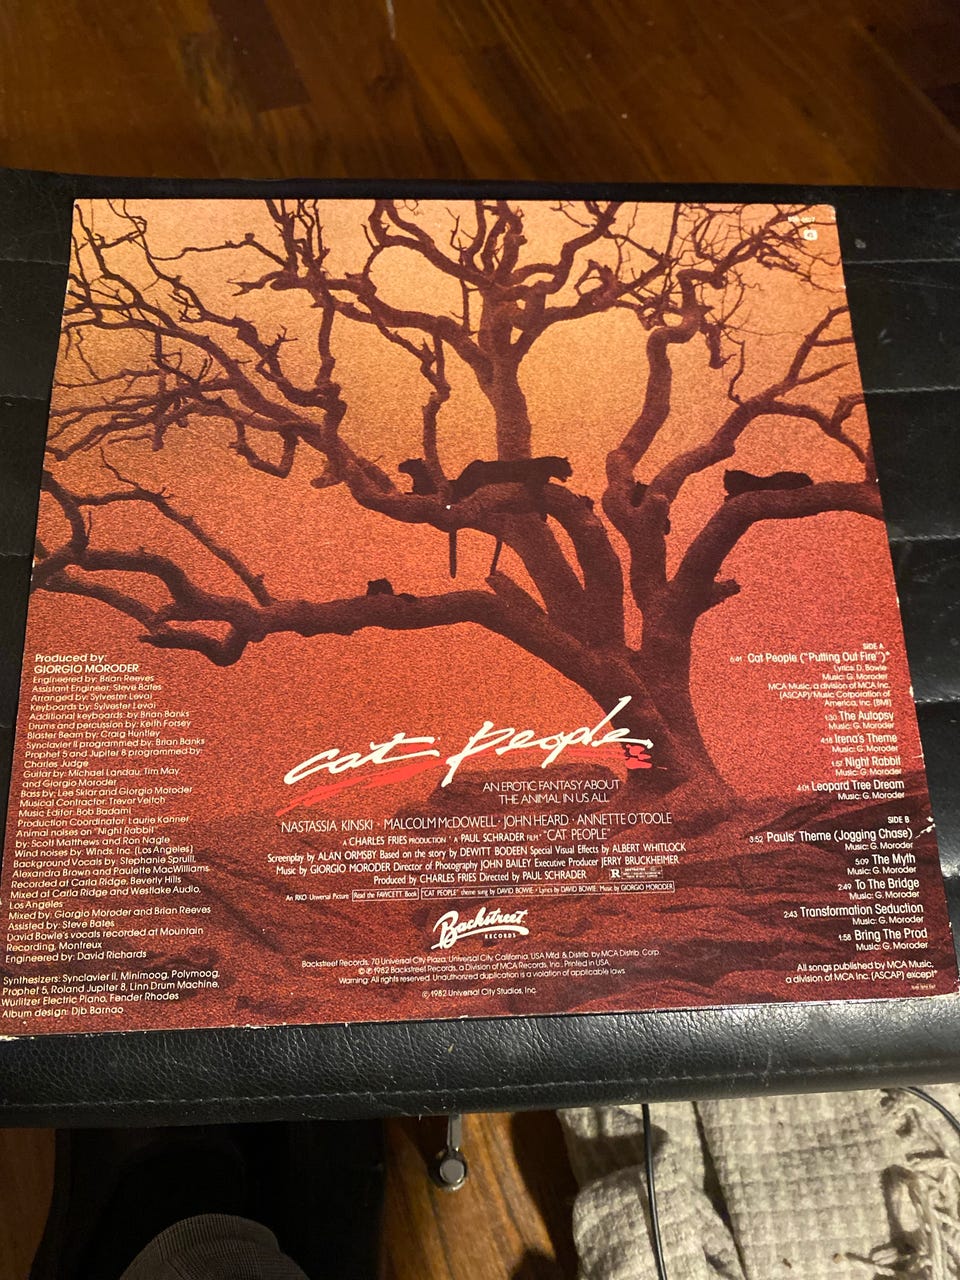 Produced by:
GIORGIO MORODER
Engineered by: Brian Reeves
Assistant Engineer: Steve Bates
Arranged by: Sylvester Levai
Keyboards by: Sylvester Levai
Additional keyboards: by Brian Banks
Drums and percussion by: Keith Forsey
Blaster Beam by: Craig Huntley
Synclavier II programmed by: Brian Banks
Prophet 5 and Jupiter 8 programmed by:
Charles Judge
Guitar by: Michael Landau, Tim May
and Giorgio Moroder
Bass by: Lee Sklar and Giorgio Moroder
Musical Contractor: Trevor Veitch
Music Editor: Bob Badami
Production Coordinator: Laurie Kanner
Animal noises on "Night Rabbit"
by: Scott Matthews and Ron Nagle
Wind noises by: Winds, Inc. (Los Angeles)
Background Vocals by: Stephanie Spruill,
Alexandra Brown and Paulette MacWilliams
Recorded at Carla Ridge, Beverly Hills
Mixed at Carla Ridge and Westlake Audio,
Los Angeles
Mixed by: Giorgio Moroder and Brian Reeves
Assisted by: Steve Bates
David Bowie's vocals recorded at Mountain
Recording, Montreux
Engineered by: David Richards
Synthesizers: Synclavier II, Minimoog, Polymoog,
Prophet 5, Roland Jupiter 8, Linn Drum Machine,
Wurlitzer Electric Piano, Fender Rhodes
Album design: Djb Barnao
cat people
AN EROTIC FANTASY ABOUT
THE ANIMAL IN US ALL
NASTASSIA KINSKI · MALCOLM McDOWELL · JOHN HEARD · ANNETTE O'TOOLE
A CHARLES FRIES PRODUCTION · A PAUL SCHRADER FILM "CAT PEOPLE"
Screenplay by ALAN ORMSBY Based on the story by DEWITT BODEEN Special Visual Effects by ALBERT WHITLOCK
Music by GIORGIO MORODER Director of Photography JOHN BAILEY Executive Producer JERRY BRUCKHEIMER
Produced by CHARLES FRIES Directed by PAUL SCHRADER R
An RKO Universal Picture Read the FAWCETT Book "CAT PEOPLE" theme sung by DAVID BOWIE · Lyrics by DAVID BOWIE Music by GIORGIO MORODER
Backstreet
RECORDS
Backstreet Records, 70 Universal City Plaza, Universal City, California, USA Mfd. & Distrib. by MCA Distrib. Corp.
© ℗ 1982 Backstreet Records, a Division of MCA Records, Inc., Printed in USA
Warning: All rights reserved. Unauthorized duplication is a violation of applicable laws.
© 1982 Universal City Studios, Inc.
SIDE A
6:41 Cat People ("Putting Out Fire")*
Lyrics: D. Bowie
Music: G. Moroder
MCA Music, a division of MCA Inc.
(ASCAP)/Music Corporation of
America, Inc. (BMI)
1:30 The Autopsy
Music: G. Moroder
4:18 Irena's Theme
Music: G. Moroder
1:57 Night Rabbit
Music: G. Moroder
4:01 Leopard Tree Dream
Music: G. Moroder
SIDE B
3:52 Pauls' Theme (Jogging Chase)
Music: G. Moroder
5:09 The Myth
Music: G. Moroder
2:49 To The Bridge
Music: G. Moroder
2:43 Transformation Seduction
Music: G. Moroder
1:58 Bring The Prod
Music: G. Moroder
All songs published by MCA Music,
a division of MCA Inc. (ASCAP) except*